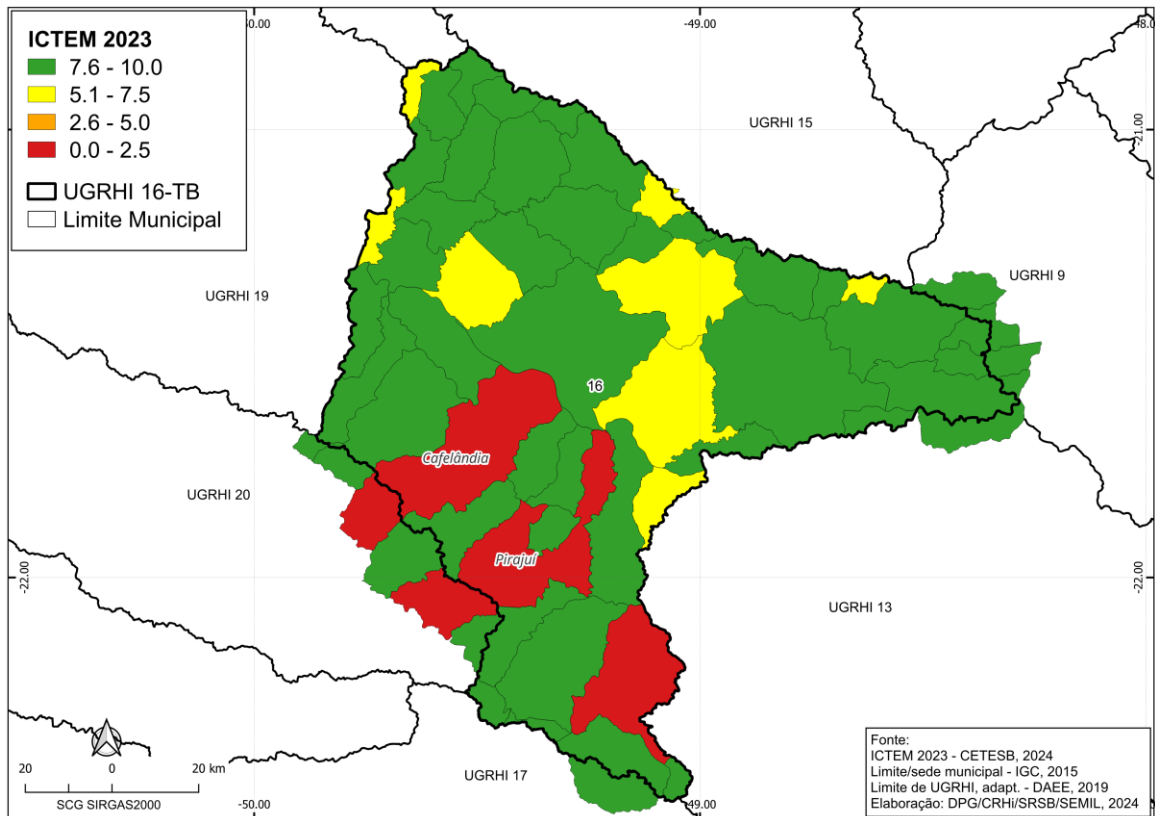 -50.00
-49.00
48.00
ICTEM 2023
7.6 - 10.0
5.1 - 7.5
2.6 - 5.0
0.0 - 2.5
UGRHI 16-TB
Limite Municipal
UGRHI 15
-21.00
UGRHI 9
UGRHI 19
16
Cafelândia
UGRHI 20
Pirajuí
-22.00
-22.00
UGRHI 13
20 0 20 km
SCG SIRGAS2000
UGRHI 17
-50.00
-49.00
Fonte:
ICTEM 2023 - CETESB, 2024
Limite/sede municipal - IGC, 2015
Limite de UGRHI, adapt. - DAEE, 2019
Elaboração: DPG/CRHi/SRSB/SEMIL, 2024